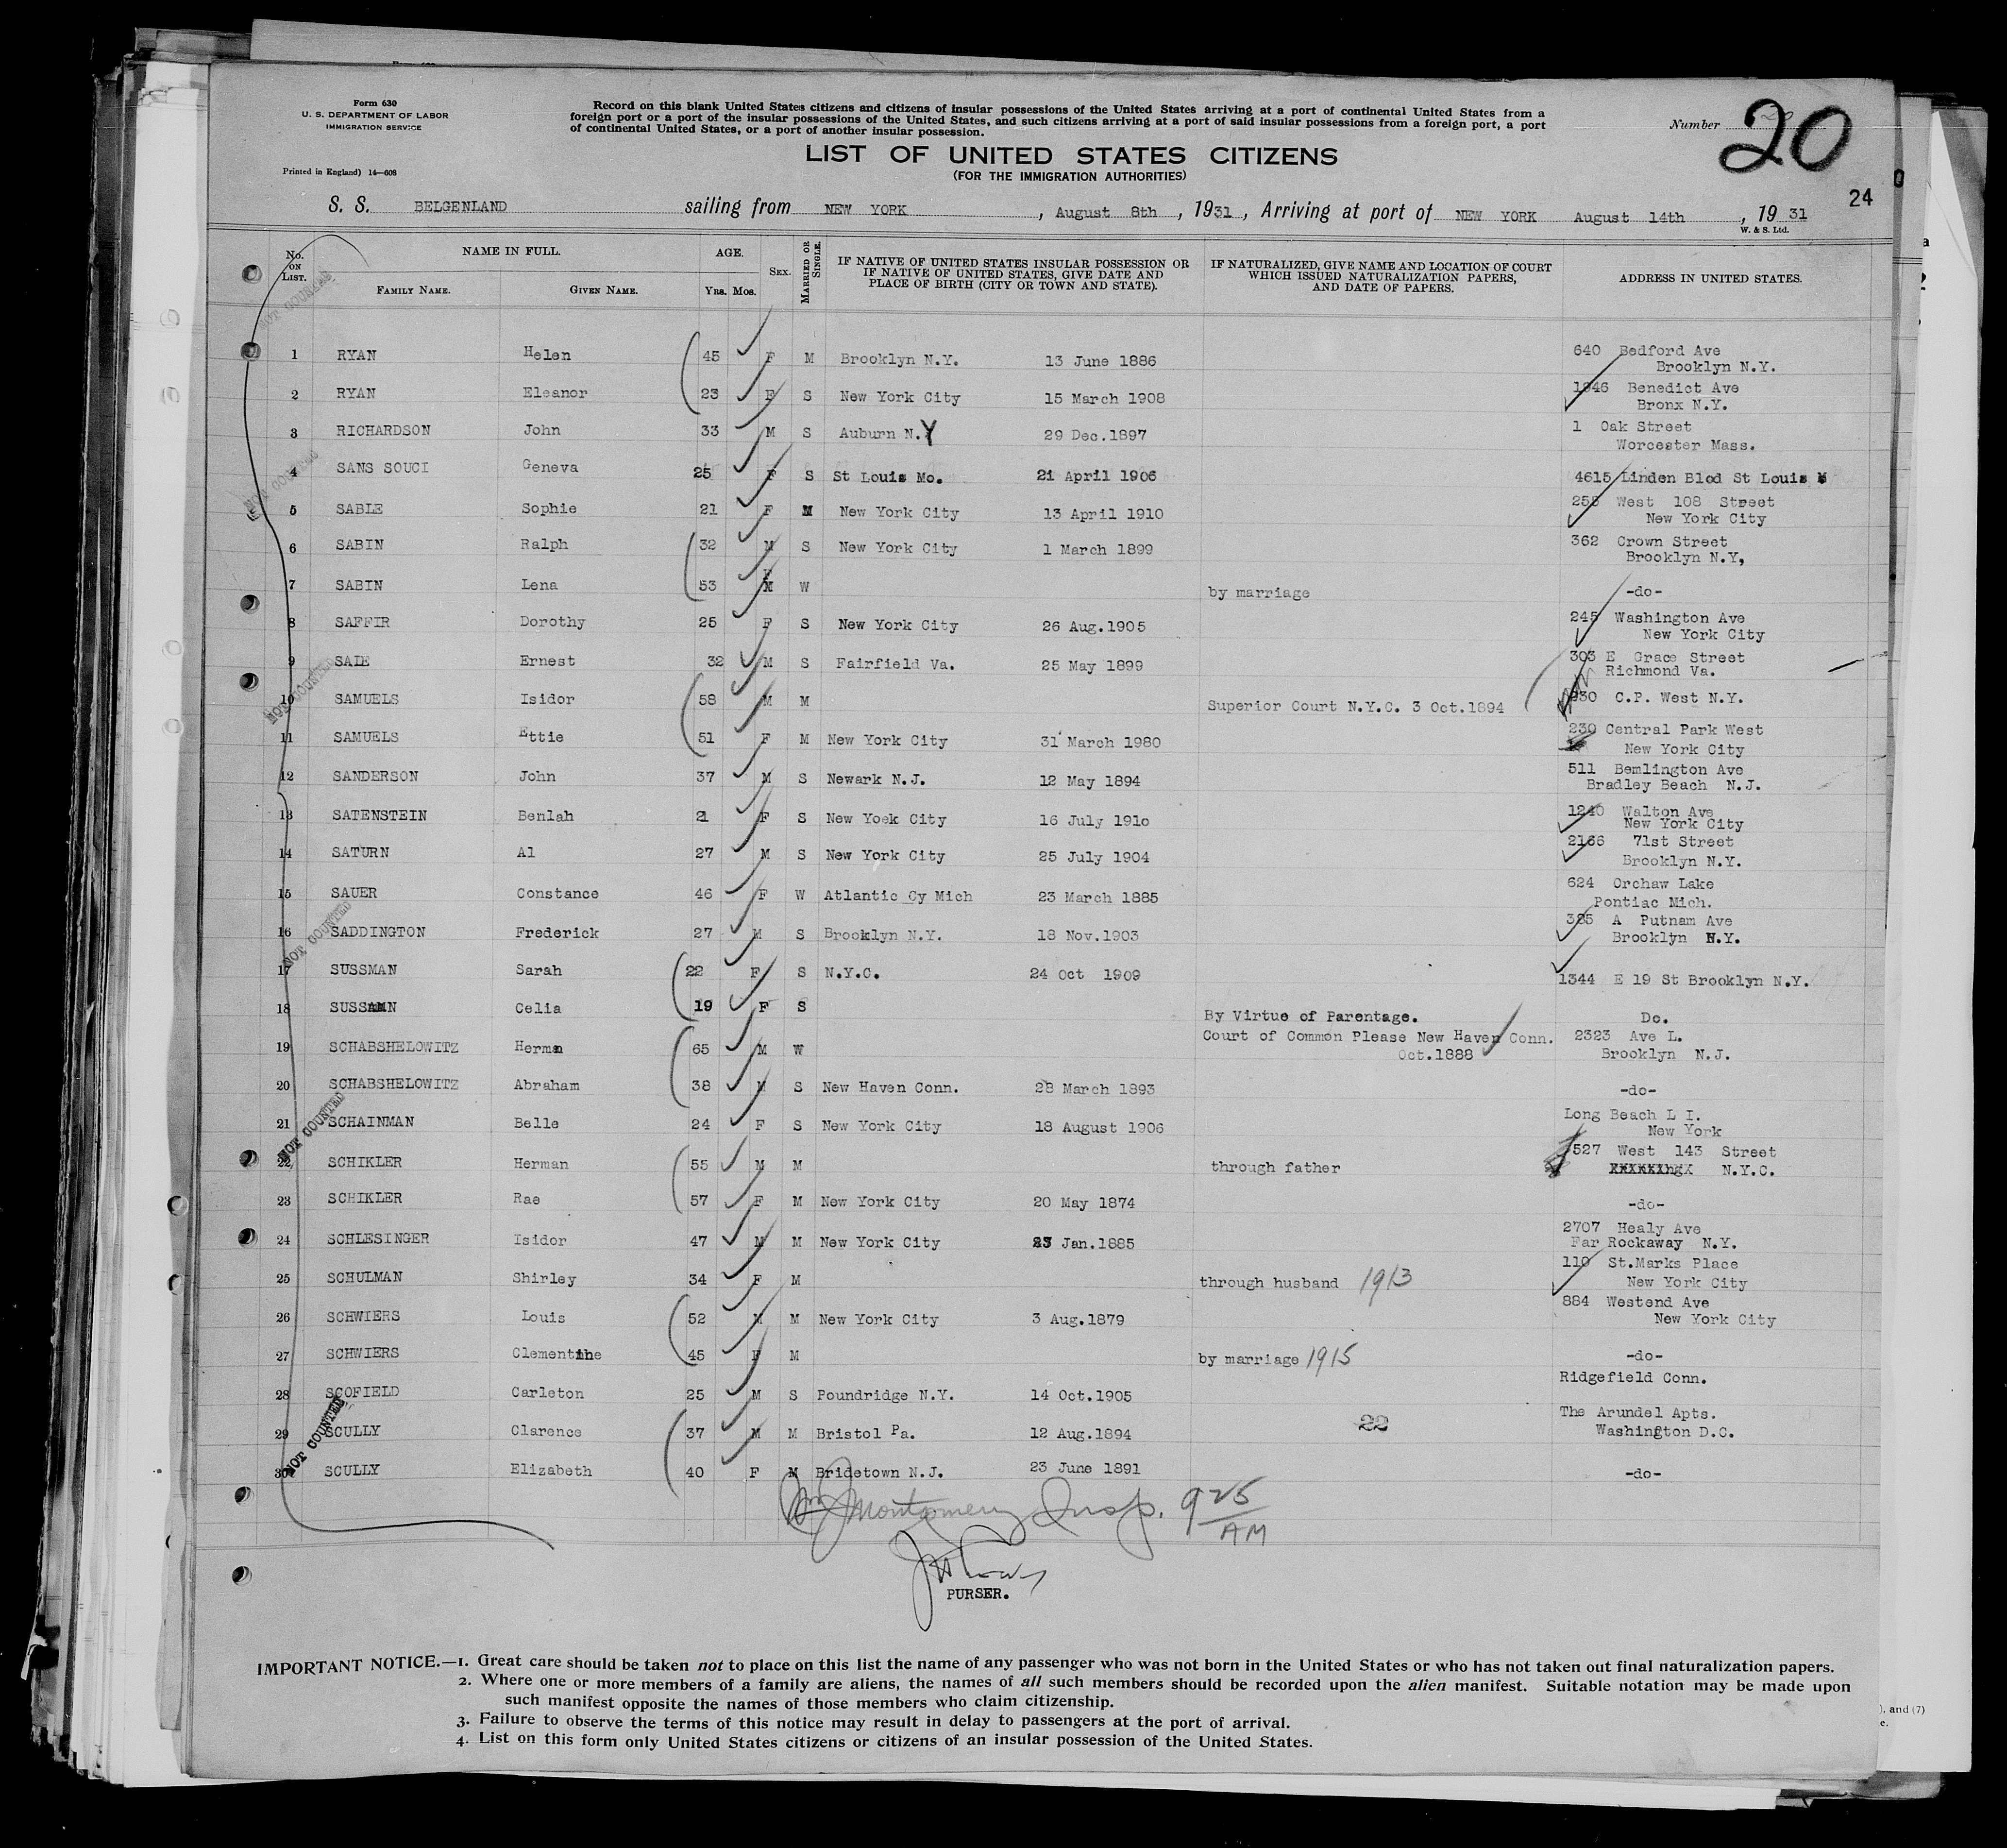 Form 630
U. S. DEPARTMENT OF LABOR
IMMIGRATION SERVICE
Printed in England) 14—608
Record on this blank United States citizens and citizens of insular possessions of the United States arriving at a port of continental United States from a
foreign port or a port of the insular possessions of the United States, and such citizens arriving at a port of said insular possessions from a foreign port, a port
of continental United States, or a port of another insular possession.
Number 20
LIST OF UNITED STATES CITIZENS
(FOR THE IMMIGRATION AUTHORITIES)
24
S. S. BELGENLAND sailing from NEW YORK , August 8th , 1931 , Arriving at port of NEW YORK August 14th , 19 31
W. & S. Ltd.
No. ON LIST. NAME IN FULL. FAMILY NAME. GIVEN NAME. AGE. YRS. MOS. SEX. MARRIED OR SINGLE. IF NATIVE OF UNITED STATES INSULAR POSSESSION OR IF NATIVE OF UNITED STATES, GIVE DATE AND PLACE OF BIRTH (CITY OR TOWN AND STATE). IF NATURALIZED, GIVE NAME AND LOCATION OF COURT WHICH ISSUED NATURALIZATION PAPERS, AND DATE OF PAPERS. ADDRESS IN UNITED STATES.
1 RYAN Helen 45 F M Brooklyn N.Y. 13 June 1886 640 Bedford Ave
Brooklyn N.Y.
2 RYAN Eleanor 23 F S New York City 15 March 1908 1946 Benedict Ave
Bronx N.Y.
3 RICHARDSON John 33 M S Auburn N.Y 29 Dec.1897 1 Oak Street
Worcester Mass.
4 SANS SOUCI Geneva 25 F S St Louis Mo. 21 April 1906 4615 Linden Blod St Louis M
5 SABLE Sophie 21 F M New York City 13 April 1910 258 West 108 Street
New York City
6 SABIN Ralph 32 M S New York City 1 March 1899 362 Crown Street
Brooklyn N.Y,
7 SABIN Lena 53 F W by marriage -do-
8 SAFFIR Dorothy 25 F S New York City 26 Aug.1905 245 Washington Ave
New York City
9 SALE Ernest 32 M S Fairfield Va. 25 May 1899 303 E Grace Street
Richmond Va.
10 SAMUELS Isidor 58 M M Superior Court N.Y.C. 3 Oct.1894 230 C.P. West N.Y.
11 SAMUELS Ettie 51 F M New York City 31 March 1980 230 Central Park West
New York City
12 SANDERSON John 37 M S Newark N.J. 12 May 1894 511 Bemlington Ave
Bradley Beach N.J.
13 SATENSTEIN Benlah 21 F S New Yoek City 16 July 191o 1240 Walton Ave
New York City
14 SATURN Al 27 M S New York City 25 July 1904 2166 71st Street
Brooklyn N.Y.
15 SAUER Constance 46 F W Atlantic Cy Mich 23 March 1885 624 Orchaw Lake
Pontiac Mich.
16 SADDINGTON Frederick 27 M S Brooklyn N.Y. 18 Nov.1903 385 A Putnam Ave
Brooklyn N.Y.
17 SUSSMAN Sarah 22 F S N.Y.C. 24 Oct 1909 1344 E 19 St Brooklyn N.Y.
18 SUSSAMN Celia 19 F S By Virtue of Parentage. Do.
19 SCHABSHELOWITZ Herman 65 M W Court of Common Please New Haven Conn. 2323 Ave L.
Oct.1888 Brooklyn N.J.
20 SCHABSHELOWITZ Abraham 38 M S New Haven Conn. 28 March 1893 -do-
21 SCHAINMAN Belle 24 F S New York City 18 August 1906 Long Beach L I.
New York
22 SCHIKLER Herman 55 M M through father 527 West 143 Street
N.Y.C.
23 SCHIKLER Rae 57 F M New York City 20 May 1874 -do-
24 SCHLESINGER Isidor 47 M M New York City 23 Jan.1885 2707 Healy Ave
Far Rockaway N.Y.
25 SCHULMAN Shirley 34 F M through husband 1913 110 St.Marks Place
New York City
26 SCHWIERS Louis 52 M M New York City 3 Aug.1879 884 Westend Ave
New York City
27 SCHWIERS Clementine 45 F M by marriage 1915 -do-
28 SCOFIELD Carleton 25 M S Poundridge N.Y. 14 Oct.1905 Ridgefield Conn.
29 SCULLY Clarence 37 M M Bristol Pa. 12 Aug.1894 22 The Arundel Apts.
Washington D.C.
30 SCULLY Elizabeth 40 F M Bridetown N.J. 23 June 1891 -do-
NOT COUNTED
NOT COUNTED
NOT COUNTED
NOT COUNTED
NOT COUNTED
NOT COUNTED
Montgomery Insp. 9 25
AM
PURSER.
IMPORTANT NOTICE.—1. Great care should be taken not to place on this list the name of any passenger who was not born in the United States or who has not taken out final naturalization papers.
2. Where one or more members of a family are aliens, the names of all such members should be recorded upon the alien manifest. Suitable notation may be made upon
such manifest opposite the names of those members who claim citizenship.
3. Failure to observe the terms of this notice may result in delay to passengers at the port of arrival.
4. List on this form only United States citizens or citizens of an insular possession of the United States.
), and (7)
e.